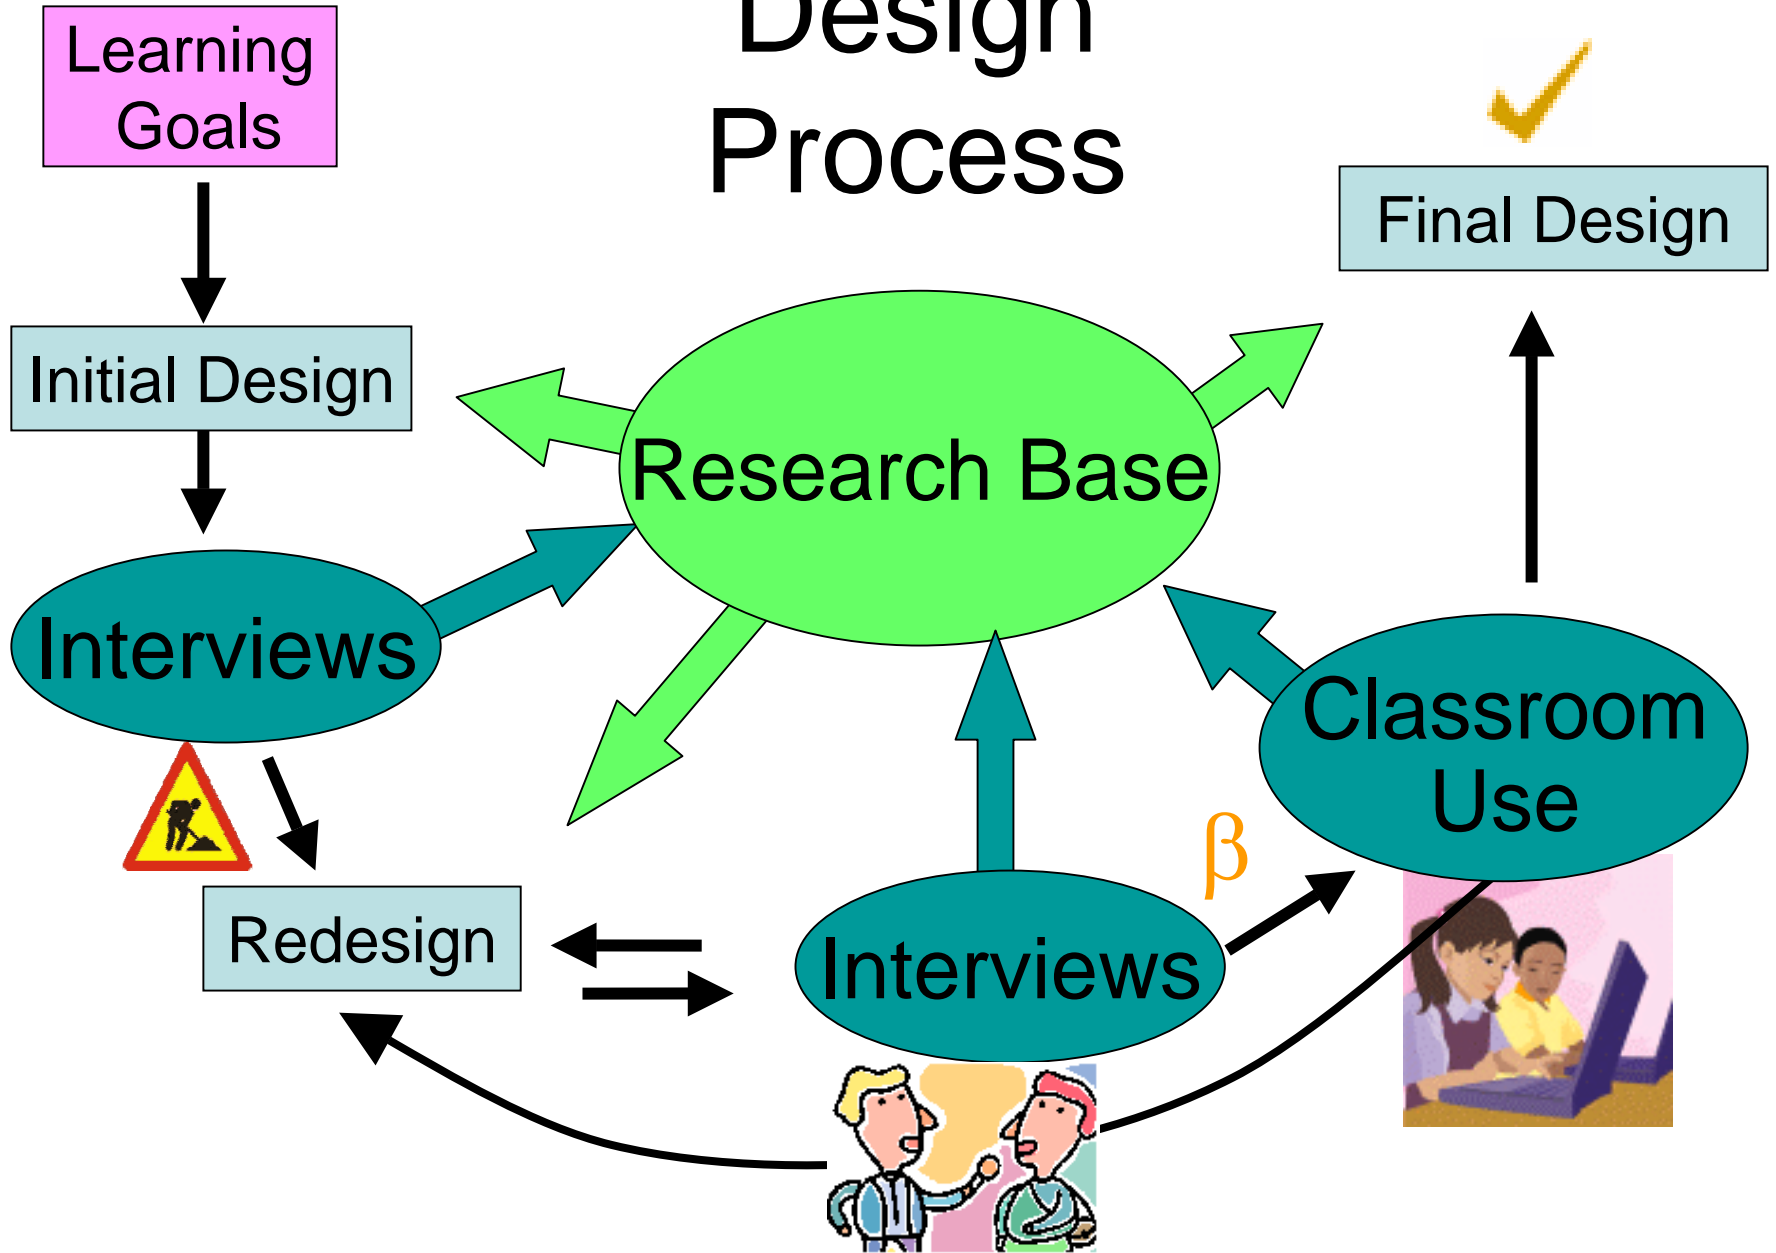 Design
Process
Learning
Goals
Final Design
Initial Design
Research Base
Interviews
Classroom
Use
β
Redesign
Interviews